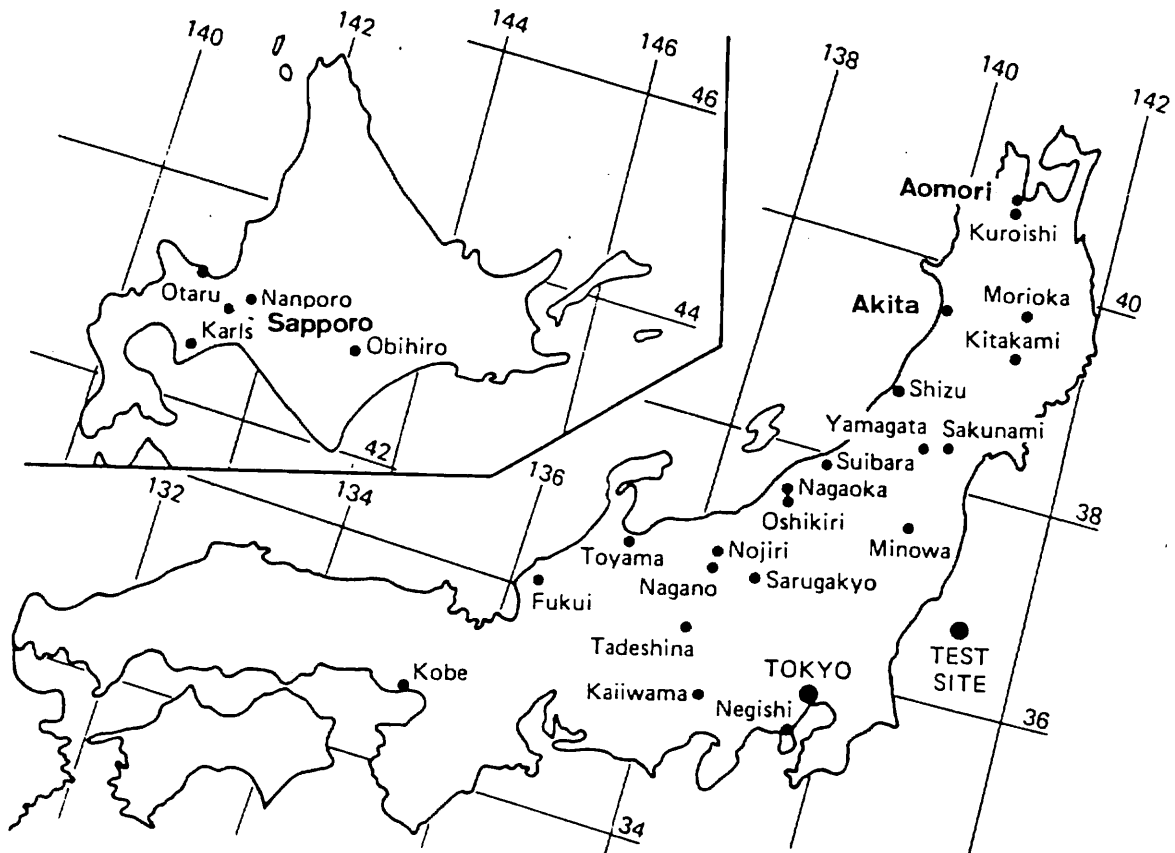 140
142
144
146
46
138
140
142
Aomori
Kuroishi
Otaru
Nanporo
Sapporo
Karls
Obihiro
44
Akita
Morioka
40
Kitakami
Shizu
Yamagata
Sakunami
42
Suibara
132
134
136
Nagaoka
Oshikiri
38
Minowa
Toyama
Nojiri
Nagano
Sarugakyo
Fukui
Tadeshina
TEST
SITE
Kobe
TOKYO
Kaiiwama
Negishi
36
34